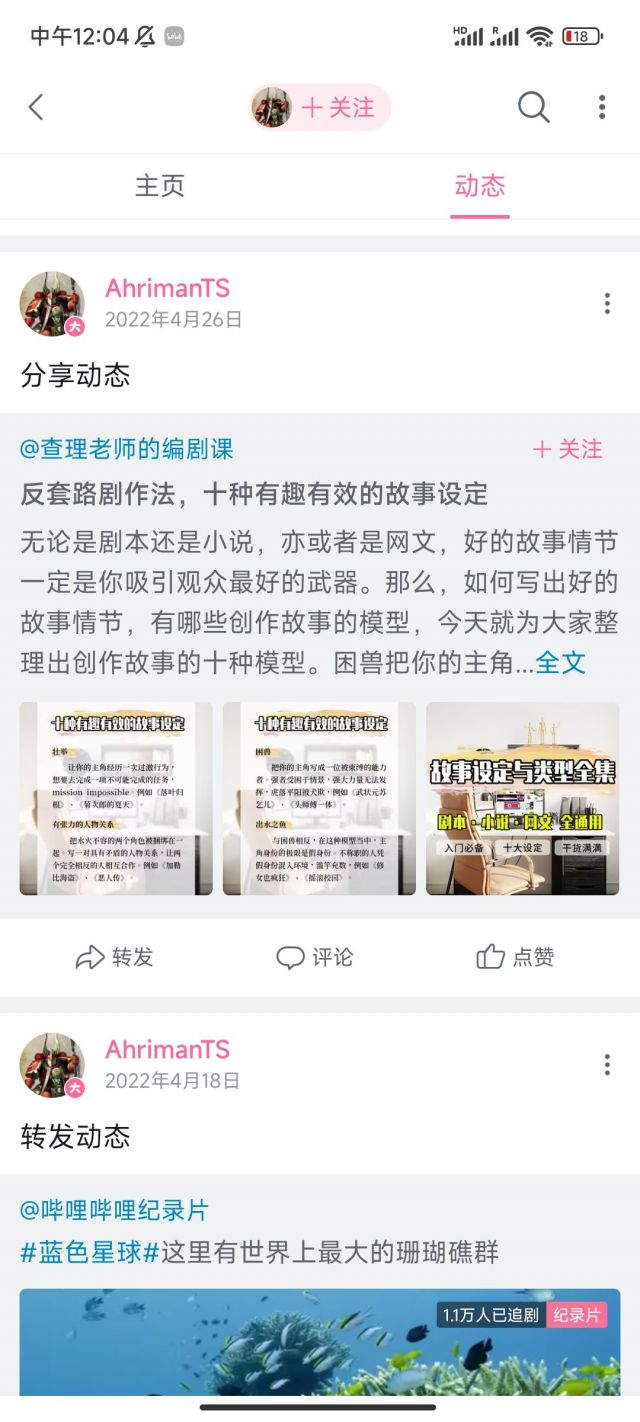 中午12:04
HD
R
18
关注
主页
动态
AhrimanTS
大
2022年4月26日
分享动态
@查理老师的编剧课
关注
反套路剧作法，十种有趣有效的故事设定
无论是剧本还是小说，亦或者是网文，好的故事情节
一定是你吸引观众最好的武器。那么，如何写出好的
故事情节，有哪些创作故事的模型，今天就为大家整
理出创作故事的十种模型。困兽把你的主角...全文
十种有趣有效的故事设定
壮举
让你的主角经历一次过激行为，
想要去完成一项不可能完成的任务，
mission impossible。例如《落叶归
根》、《菊次郎的夏天》。
有张力的人物关系
把水火不容的两个角色被捆绑在一
起。写一对具有矛盾的人物关系，让两
个完全相反的人相互合作。例如《加勒
比海盗》、《恶人传》。
十种有趣有效的故事设定
困兽
把你的主角写成一位被束缚的能力
者。强者受困于情景，强大力量无法发
挥，虎落平阳被犬欺，例如《武状元苏
乞儿》、《头师傅一体》。
出水之鱼
与困兽相反，在这种模型当中，主
角身份的极限是假身份。不称职的人凭
假身份混入环境，滥竽充数，例如《修
女也疯狂》、《摇滚校园》。
故事设定与类型全集
剧本·小说·网文 全通用
入门必备
十大设定
干货满满
转发
评论
点赞
AhrimanTS
大
2022年4月18日
转发动态
@哔哩哔哩纪录片
#蓝色星球#这里有世界上最大的珊瑚礁群
1.1万人已追剧
纪录片